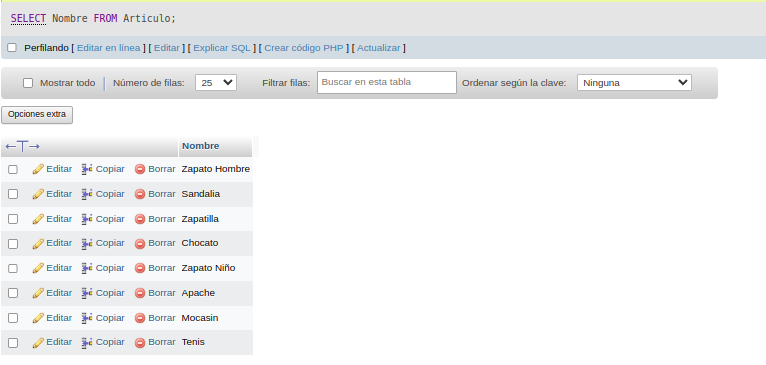 SELECT Nombre FROM Articulo;
Perfilando [ Editar en línea ] [ Editar ] [ Explicar SQL ] [ Crear código PHP ] [ Actualizar ]
Mostrar todo Número de filas: 25 Filtrar filas: Buscar en esta tabla Ordenar según la clave: Ninguna
Opciones extra
←T→ Nombre
Editar Copiar Borrar Zapato Hombre
Editar Copiar Borrar Sandalia
Editar Copiar Borrar Zapatilla
Editar Copiar Borrar Chocato
Editar Copiar Borrar Zapato Niño
Editar Copiar Borrar Apache
Editar Copiar Borrar Mocasin
Editar Copiar Borrar Tenis